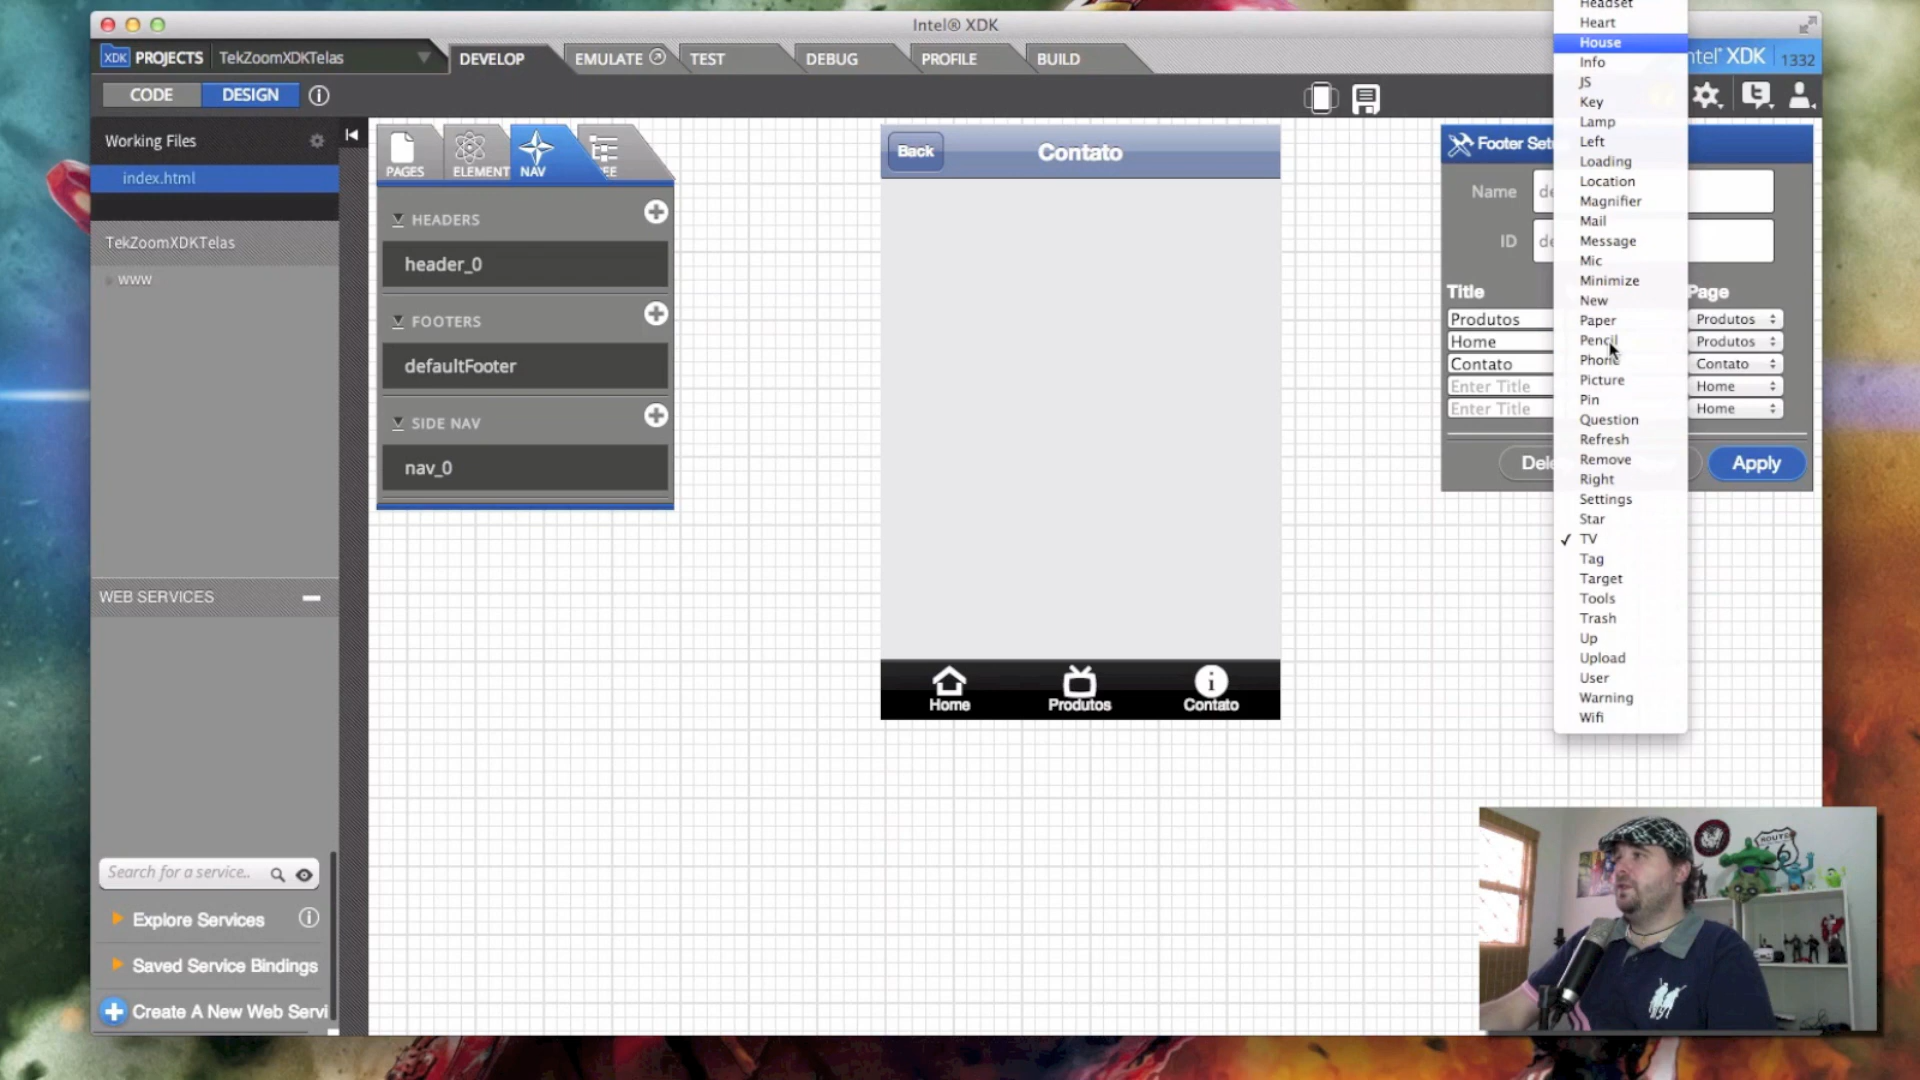 Intel® XDK
XDK PROJECTS TekZoomXDKTelas
DEVELOP
EMULATE
TEST
DEBUG
PROFILE
BUILD
XDK 1332
CODE
DESIGN
Working Files
index.html
TekZoomXDKTelas
www
WEB SERVICES
Search for a service..
Explore Services
Saved Service Bindings
Create A New Web Servi
PAGES
ELEMENT
NAV
HEADERS
header_0
FOOTERS
defaultFooter
SIDE NAV
nav_0
Back
Contato
Home
Produtos
Contato
Footer Set
Name
ID
Title
Page
Produtos
Produtos
Home
Produtos
Contato
Contato
Enter Title
Home
Enter Title
Home
Apply
Headset
Heart
House
Info
JS
Key
Lamp
Left
Loading
Location
Magnifier
Mail
Message
Mic
Minimize
New
Paper
Pencil
Phone
Picture
Pin
Question
Refresh
Remove
Right
Settings
Star
✓ TV
Tag
Target
Tools
Trash
Up
Upload
User
Warning
Wifi
ROUTE
66